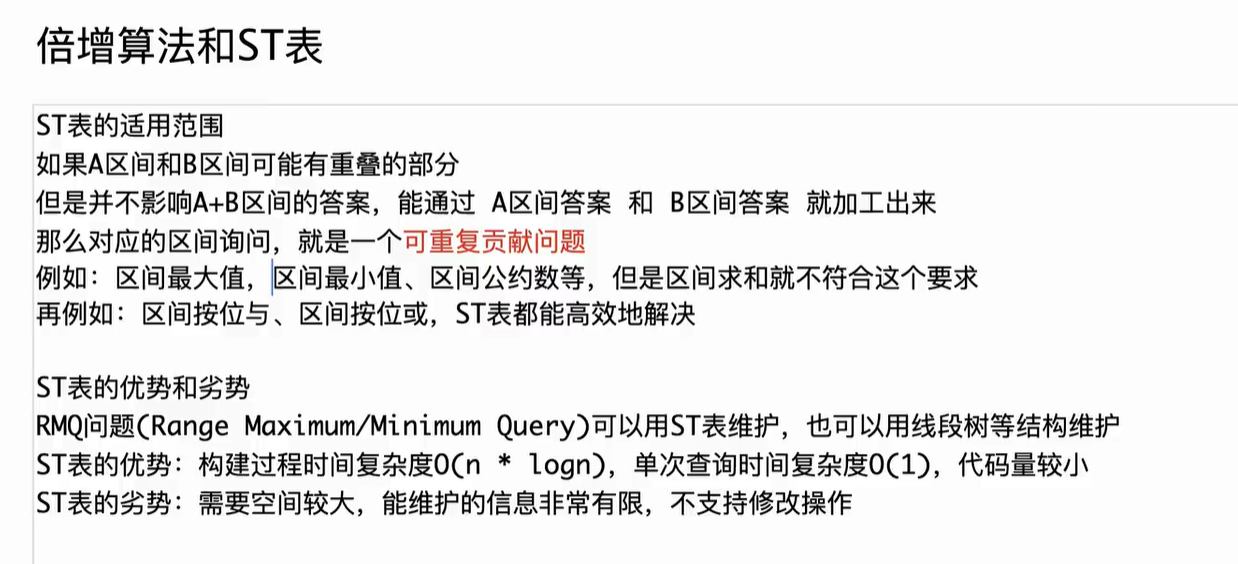 倍增算法和ST表
ST表的适用范围
如果A区间和B区间可能有重叠的部分
但是并不影响A+B区间的答案，能通过 A区间答案 和 B区间答案 就加工出来
那么对应的区间询问，就是一个可重复贡献问题
例如：区间最大值，区间最小值、区间公约数等，但是区间求和就不符合这个要求
再例如：区间按位与、区间按位或，ST表都能高效地解决
ST表的优势和劣势
RMQ问题(Range Maximum/Minimum Query)可以用ST表维护，也可以用线段树等结构维护
ST表的优势：构建过程时间复杂度O(n * logn)，单次查询时间复杂度O(1)，代码量较小
ST表的劣势：需要空间较大，能维护的信息非常有限，不支持修改操作